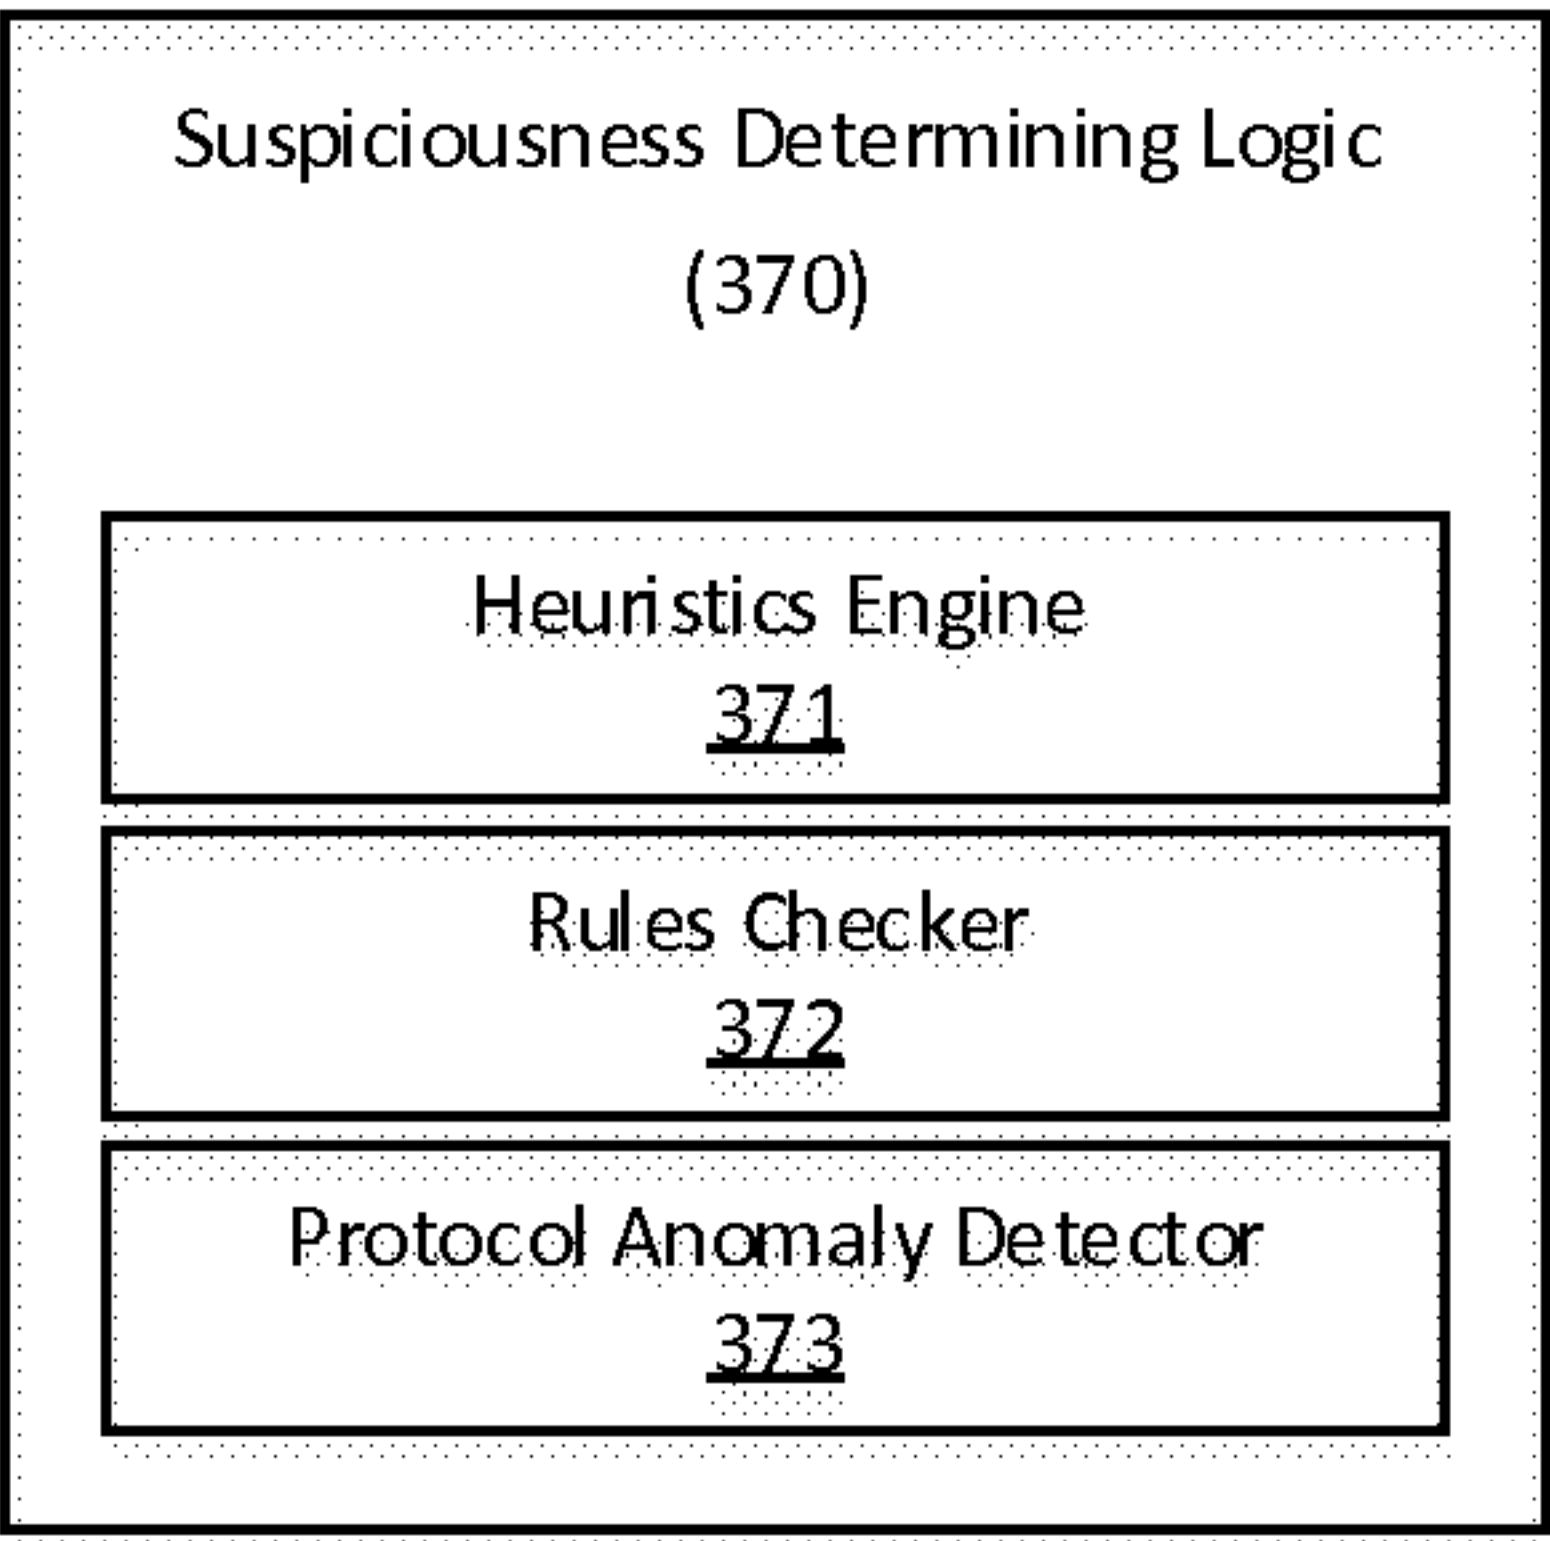 Suspiciousness Determining Logic
(370)
Heuristics Engine
371
Rules Checker
372
Protocol Anomaly Detector
373